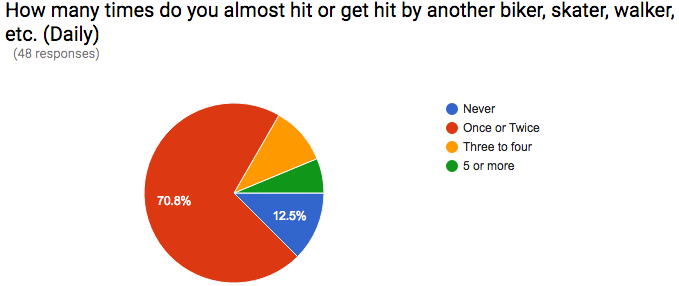 How many times do you almost hit or get hit by another biker, skater, walker,
etc. (Daily)
(48 responses)
Never
Once or Twice
Three to four
5 or more
70.8%
12.5%